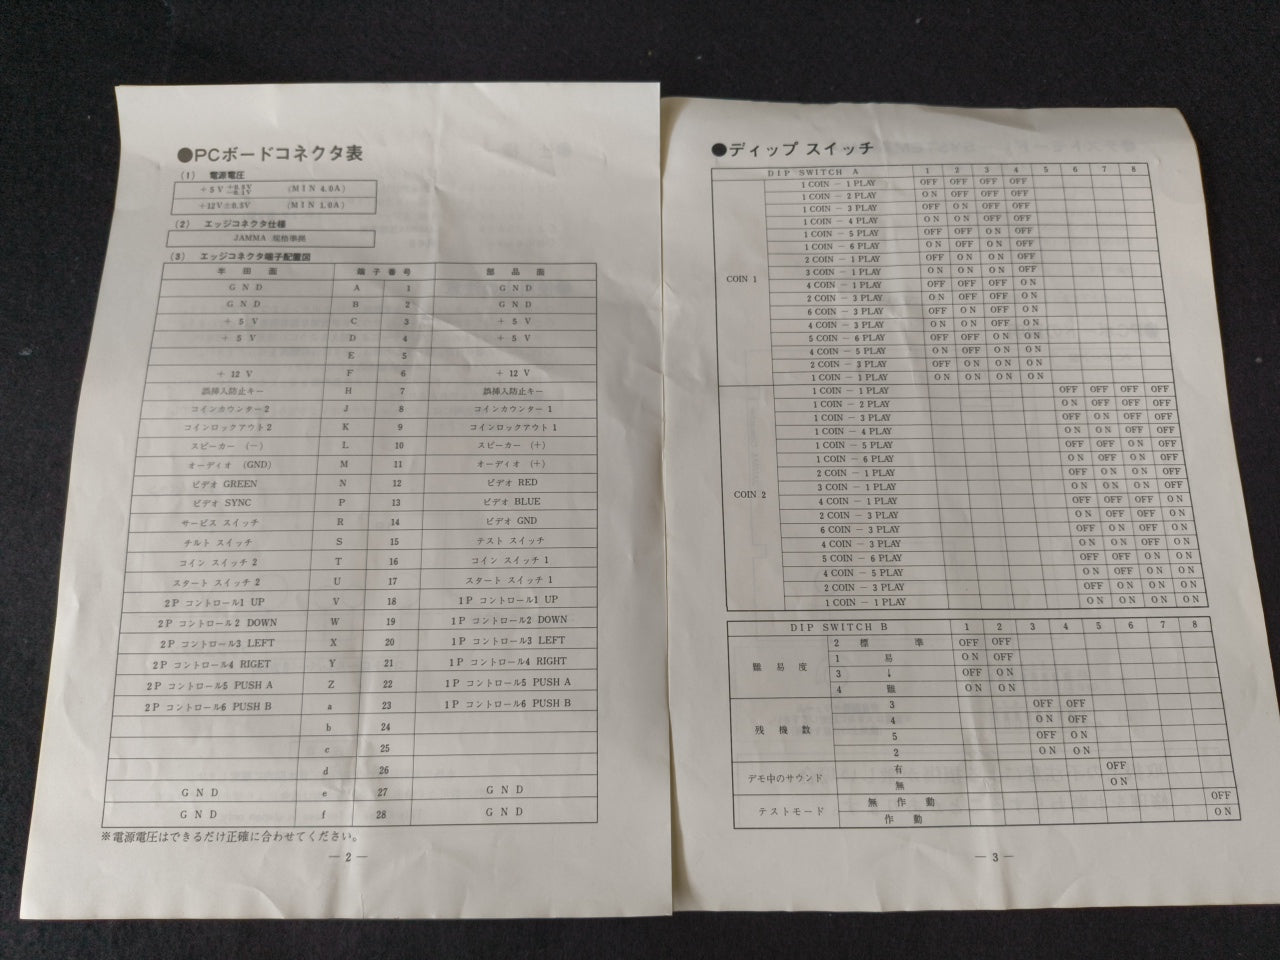 ●PCボードコネクタ表
(1) 電源電圧
+5V +0.5V −0.1V (MIN 4.0A)
+12V±0.5V (MIN 1.0A)
(2) エッジコネクタ仕様
JAMMA 規格準拠
(3) エッジコネクタ端子配置図
半田面 端子番号 部品面
GND A 1 GND
GND B 2 GND
+5V C 3 +5V
+5V D 4 +5V
E 5
+12V F 6 +12V
誤挿入防止キー H 7 誤挿入防止キー
コインカウンター2 J 8 コインカウンター1
コインロックアウト2 K 9 コインロックアウト1
スピーカー (−) L 10 スピーカー (+)
オーディオ (GND) M 11 オーディオ (+)
ビデオ GREEN N 12 ビデオ RED
ビデオ SYNC P 13 ビデオ BLUE
サービス スイッチ R 14 ビデオ GND
チルト スイッチ S 15 テスト スイッチ
コイン スイッチ2 T 16 コイン スイッチ1
スタート スイッチ2 U 17 スタート スイッチ1
2P コントロール1 UP V 18 1P コントロール1 UP
2P コントロール2 DOWN W 19 1P コントロール2 DOWN
2P コントロール3 LEFT X 20 1P コントロール3 LEFT
2P コントロール4 RIGET Y 21 1P コントロール4 RIGHT
2P コントロール5 PUSH A Z 22 1P コントロール5 PUSH A
2P コントロール6 PUSH B a 23 1P コントロール6 PUSH B
b 24
c 25
d 26
GND e 27 GND
GND f 28 GND
※電源電圧はできるだけ正確に合わせてください。
— 2 —
●ディップ スイッチ
DIP SWITCH A 1 2 3 4 5 6 7 8
COIN 1
1 COIN − 1 PLAY OFF OFF OFF OFF
1 COIN − 2 PLAY ON OFF OFF OFF
1 COIN − 3 PLAY OFF ON OFF OFF
1 COIN − 4 PLAY ON ON OFF OFF
1 COIN − 5 PLAY OFF OFF ON OFF
1 COIN − 6 PLAY ON OFF ON OFF
2 COIN − 1 PLAY OFF ON ON OFF
3 COIN − 1 PLAY ON ON ON OFF
4 COIN − 1 PLAY OFF OFF OFF ON
2 COIN − 3 PLAY ON OFF OFF ON
6 COIN − 3 PLAY OFF ON OFF ON
4 COIN − 3 PLAY ON ON OFF ON
5 COIN − 6 PLAY OFF OFF ON ON
4 COIN − 5 PLAY ON OFF ON ON
2 COIN − 3 PLAY OFF ON ON ON
1 COIN − 1 PLAY ON ON ON ON
COIN 2
1 COIN − 1 PLAY OFF OFF OFF OFF
1 COIN − 2 PLAY ON OFF OFF OFF
1 COIN − 3 PLAY OFF ON OFF OFF
1 COIN − 4 PLAY ON ON OFF OFF
1 COIN − 5 PLAY OFF OFF ON OFF
1 COIN − 6 PLAY ON OFF ON OFF
2 COIN − 1 PLAY OFF ON ON OFF
3 COIN − 1 PLAY ON ON ON OFF
4 COIN − 1 PLAY OFF OFF OFF ON
2 COIN − 3 PLAY ON OFF OFF ON
6 COIN − 3 PLAY OFF ON OFF ON
4 COIN − 3 PLAY ON ON OFF ON
5 COIN − 6 PLAY OFF OFF ON ON
4 COIN − 5 PLAY ON OFF ON ON
2 COIN − 3 PLAY OFF ON ON ON
1 COIN − 1 PLAY ON ON ON ON
DIP SWITCH B 1 2 3 4 5 6 7 8
難易度
2 標準 OFF OFF
1 易 ON OFF
3 ↓ OFF ON
4 難 ON ON
残機数
3 OFF OFF
4 ON OFF
5 OFF ON
2 ON ON
デモ中のサウンド
有 OFF
無 ON
テストモード
無作動 OFF
作動 ON
— 3 —